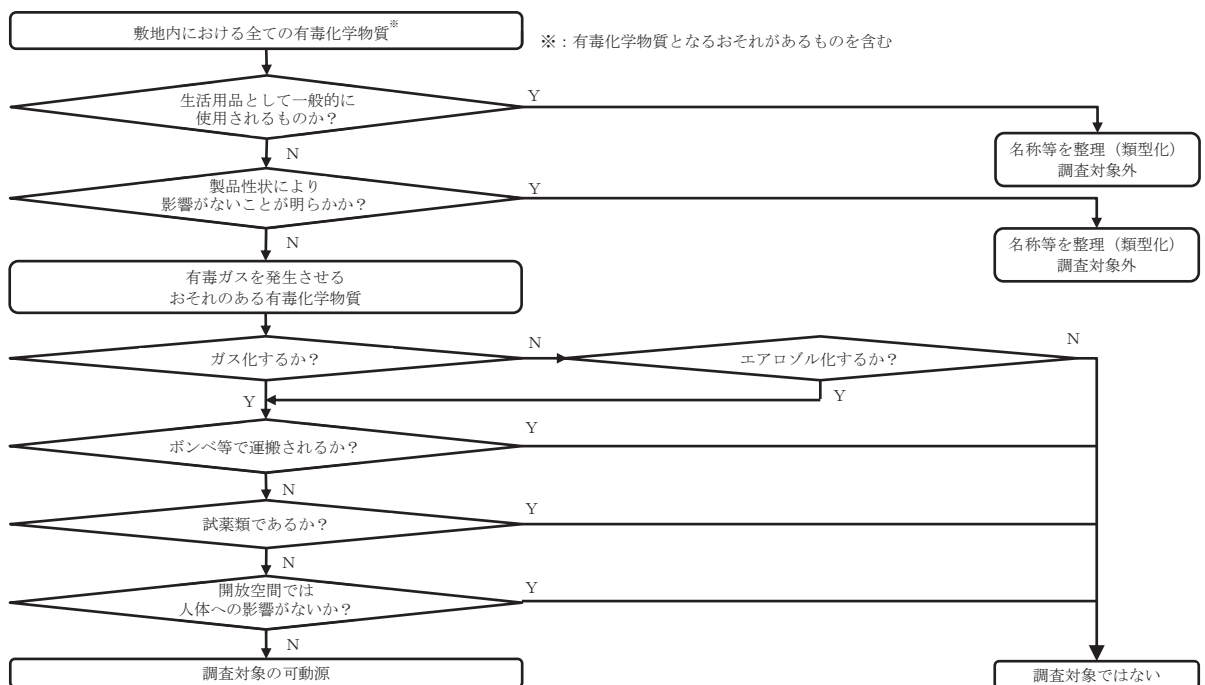 敷地内における全ての有毒化学物質※
※：有毒化学物質となるおそれがあるものを含む
生活用品として一般的に
使用されるものか？
Y
名称等を整理（類型化）
調査対象外
N
製品性状により
影響がないことが明らかか？
Y
名称等を整理（類型化）
調査対象外
N
有毒ガスを発生させる
おそれのある有毒化学物質
ガス化するか？
N
エアロゾル化するか？
N
Y
Y
ボンベ等で運搬されるか？
Y
N
試薬類であるか？
Y
N
開放空間では
人体への影響がないか？
Y
N
調査対象の可動源
調査対象ではない